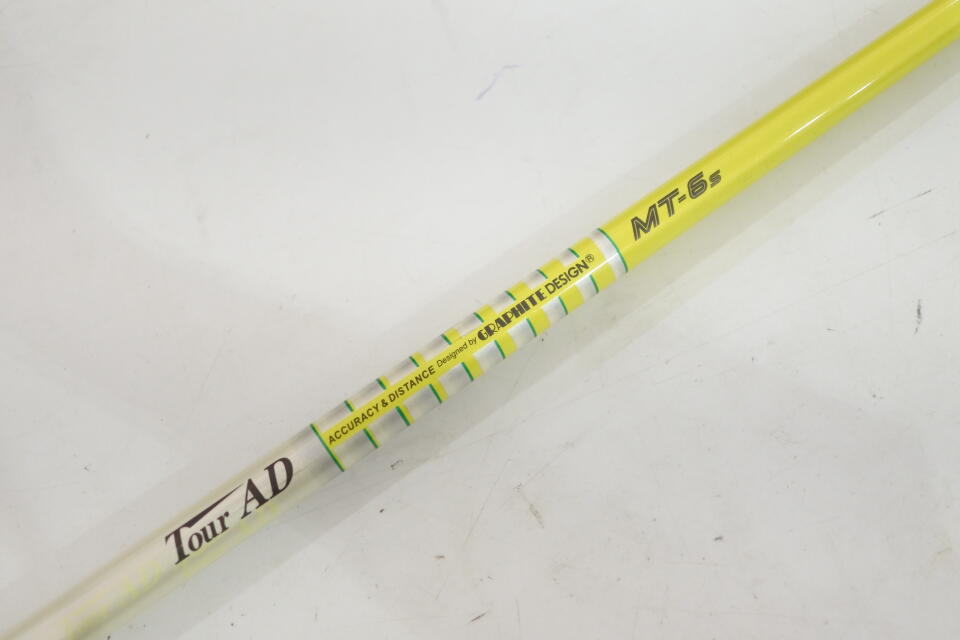 Tour AD
ACCURACY & DISTANCE Designed by GRAPHITE DESIGN®
MT-6s